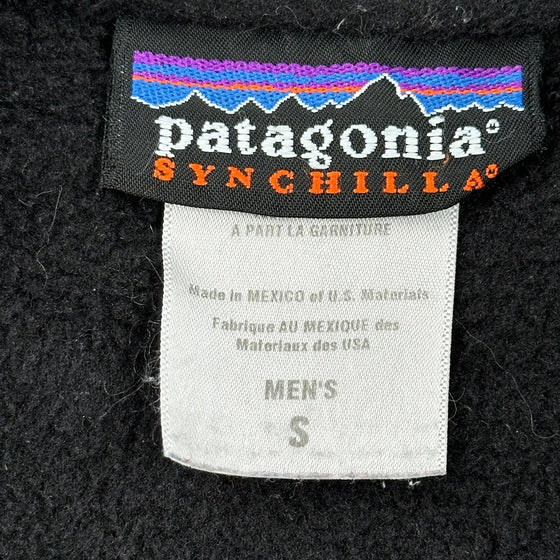 patagonia®
SYNCHILLA®
A PART LA GARNITURE
Made in MEXICO of U.S. Materials
Fabrique AU MEXIQUE des
Materiaux des USA
MEN'S
S